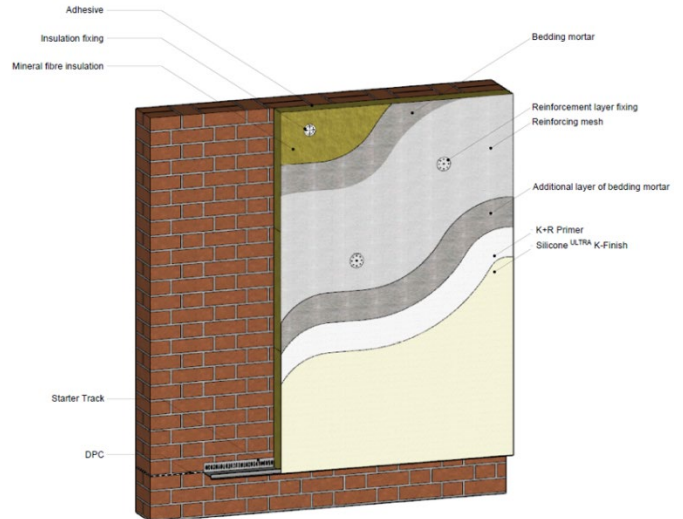 Adhesive
Insulation fixing
Mineral fibre insulation
Bedding mortar
Reinforcement layer fixing
Reinforcing mesh
Additional layer of bedding mortar
K+R Primer
Silicone ULTRA K-Finish
Starter Track
DPC